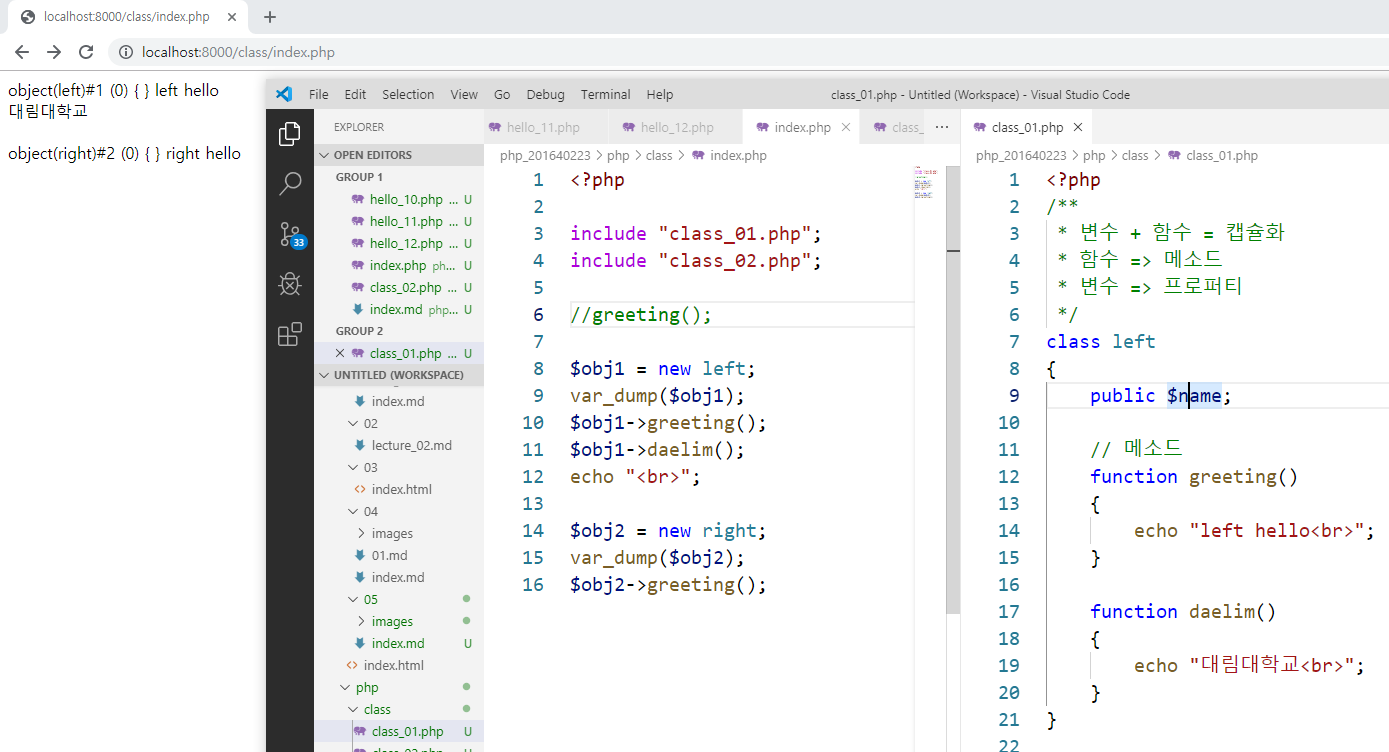 localhost:8000/class/index.php
localhost:8000/class/index.php
object(left)#1 (0) { } left hello
대림대학교
object(right)#2 (0) { } right hello
File Edit Selection View Go Debug Terminal Help
class_01.php - Untitled (Workspace) - Visual Studio Code
EXPLORER
OPEN EDITORS
GROUP 1
hello_10.php ... U
hello_11.php ... U
hello_12.php ... U
index.php ph... U
class_02.php ... U
index.md php... U
GROUP 2
class_01.php ... U
UNTITLED (WORKSPACE)
index.md
02
lecture_02.md
03
index.html
04
images
01.md
index.md
05
images
index.md U
index.html
php
class
class_01.php U
33
hello_11.php hello_12.php index.php class_ ...
php_201640223 > php > class > index.php
1 <?php
2
3 include "class_01.php";
4 include "class_02.php";
5
6 //greeting();
7
8 $obj1 = new left;
9 var_dump($obj1);
10 $obj1->greeting();
11 $obj1->daelim();
12 echo "<br>";
13
14 $obj2 = new right;
15 var_dump($obj2);
16 $obj2->greeting();
class_01.php
php_201640223 > php > class > class_01.php
1 <?php
2 /**
3 * 변수 + 함수 = 캡슐화
4 * 함수 => 메소드
5 * 변수 => 프로퍼티
6 */
7 class left
8 {
9 public $name;
10
11 // 메소드
12 function greeting()
13 {
14 echo "left hello<br>";
15 }
16
17 function daelim()
18 {
19 echo "대림대학교<br>";
20 }
21 }
22